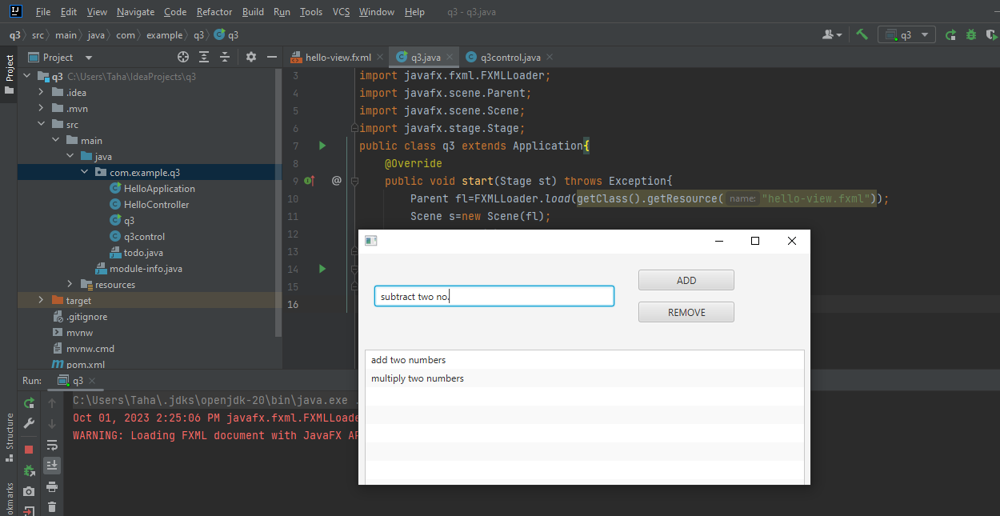 IJ File Edit View Navigate Code Refactor Build Run Tools VCS Window Help q3 - q3.java
q3 src main java com example q3 q3
q3
Project
Project
hello-view.fxml q3.java q3control.java
q3 C:\Users\Taha\IdeaProjects\q3
.idea
.mvn
src
main
java
com.example.q3
HelloApplication
HelloController
q3
q3control
todo.java
module-info.java
resources
target
.gitignore
mvnw
mvnw.cmd
pom.xml
3 import javafx.fxml.FXMLLoader;
4 import javafx.scene.Parent;
5 import javafx.scene.Scene;
6 import javafx.stage.Stage;
7 public class q3 extends Application{
8 @Override
9 @ public void start(Stage st) throws Exception{
10 Parent fl=FXMLLoader.load(getClass().getResource( name: "hello-view.fxml"));
11 Scene s=new Scene(fl);
12
13
14
15
16
subtract two no.
ADD
REMOVE
add two numbers
multiply two numbers
Run: q3
C:\Users\Taha\.jdks\openjdk-20\bin\java.exe .
Oct 01, 2023 2:25:06 PM javafx.fxml.FXMLLoade
WARNING: Loading FXML document with JavaFX AP
Structure
okmarks